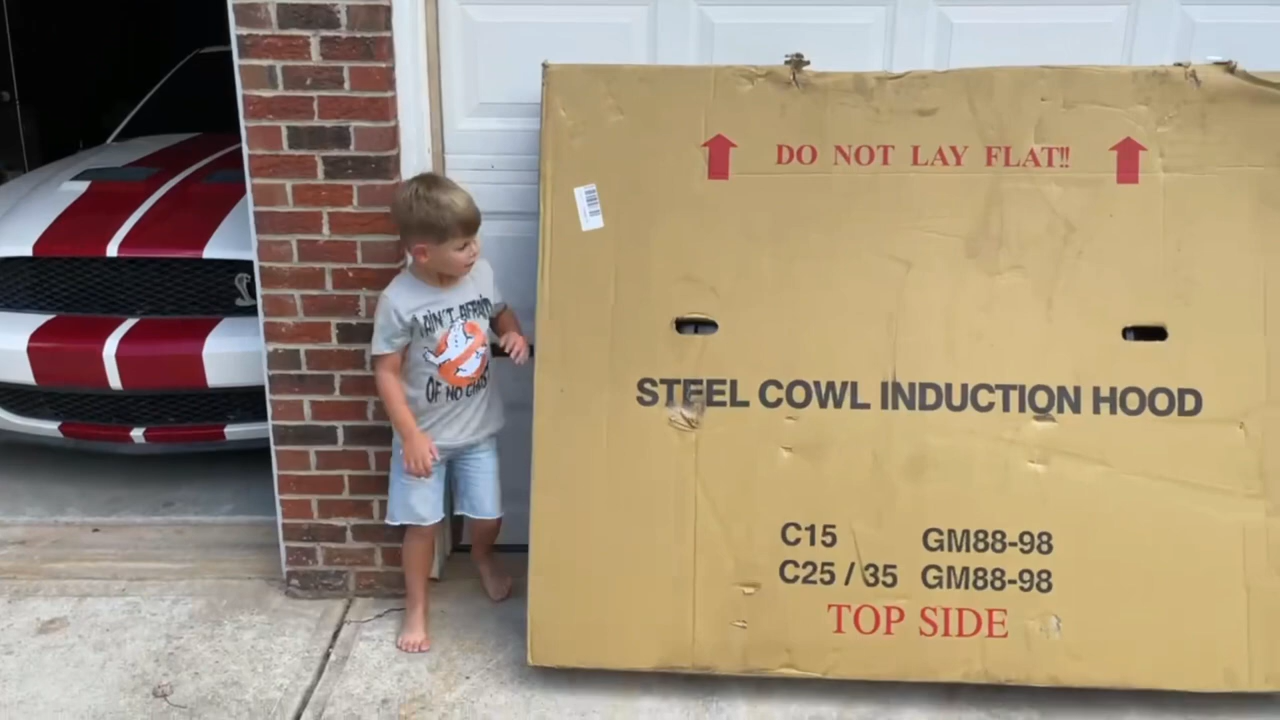 DO NOT LAY FLAT!!
I AIN'T AFRAID
OF NO GHOST
STEEL COWL INDUCTION HOOD
C15 GM88-98
C25 / 35 GM88-98
TOP SIDE